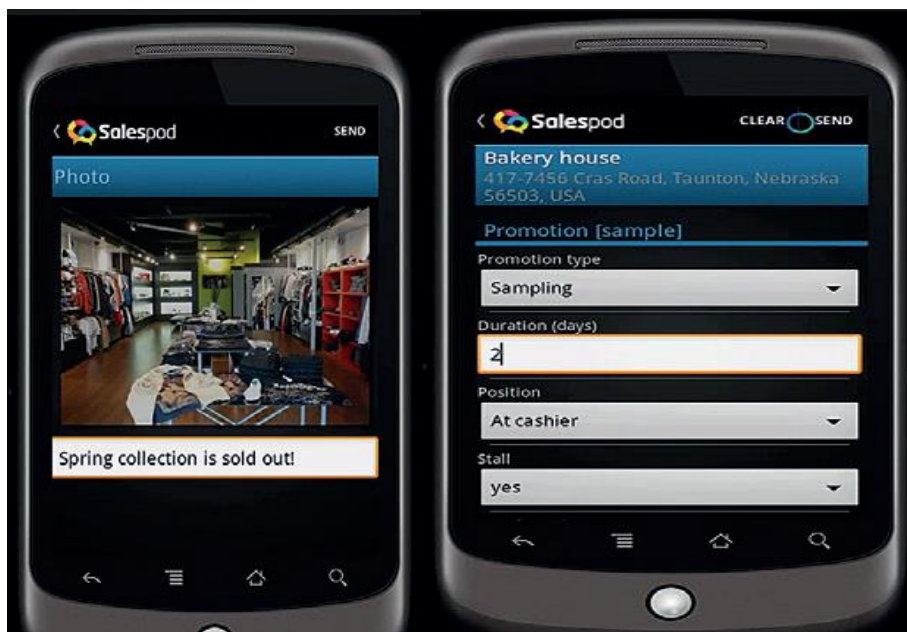 Salespod
SEND
Photo
Spring collection is sold out!
Salespod
CLEAR SEND
Bakery house
417-7456 Cras Road, Taunton, Nebraska
56503, USA
Promotion [sample]
Promotion type
Sampling
Duration (days)
2
Position
At cashier
Stall
yes